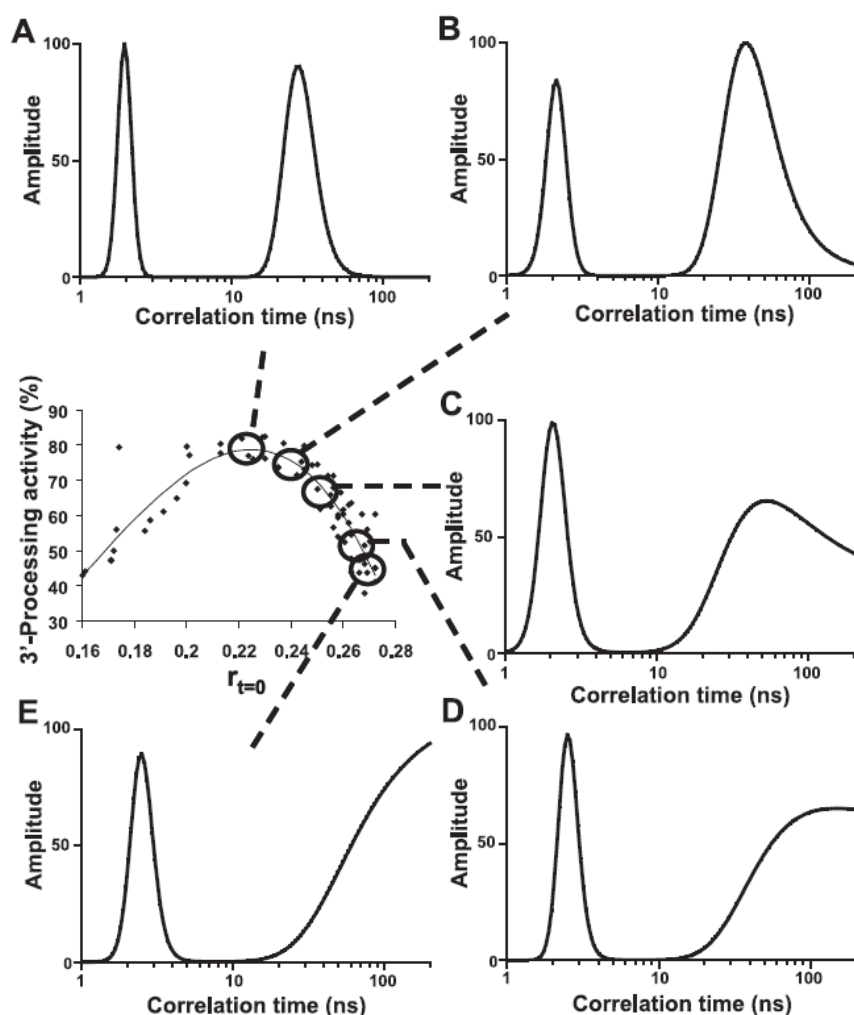 A
100
Amplitude
50
0
1 10 100
Correlation time (ns)
B
100
Amplitude
50
0
1 10 100
Correlation time (ns)
3'-Processing activity (%)
90
80
70
60
50
40
30
0.16 0.18 0.2 0.22 0.24 0.26 0.28
r t=0
C
100
Amplitude
50
0
1 10 100
Correlation time (ns)
E
100
Amplitude
50
0
1 10 100
Correlation time (ns)
D
100
Amplitude
50
0
1 10 100
Correlation time (ns)